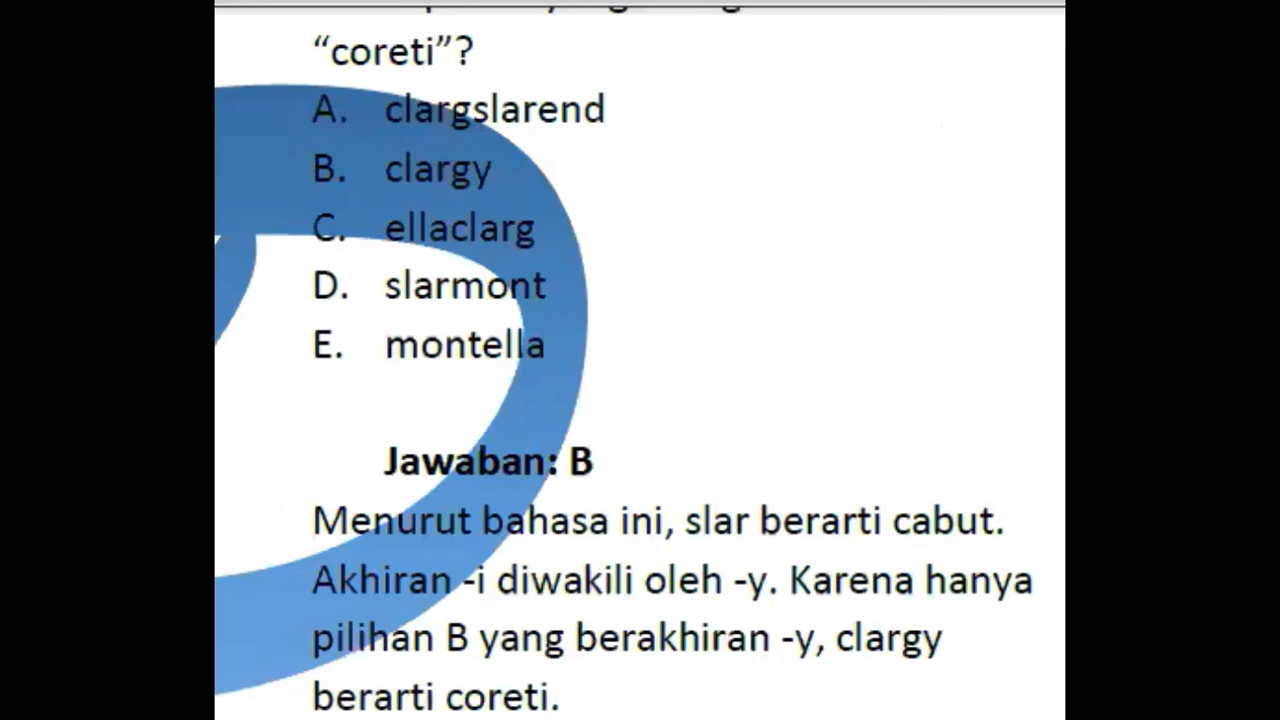 “coreti”?
A. clargslarend
B. clargy
C. ellaclarg
D. slarmont
E. montella
Jawaban: B
Menurut bahasa ini, slar berarti cabut.
Akhiran -i diwakili oleh -y. Karena hanya
pilihan B yang berakhiran -y, clargy
berarti coreti.